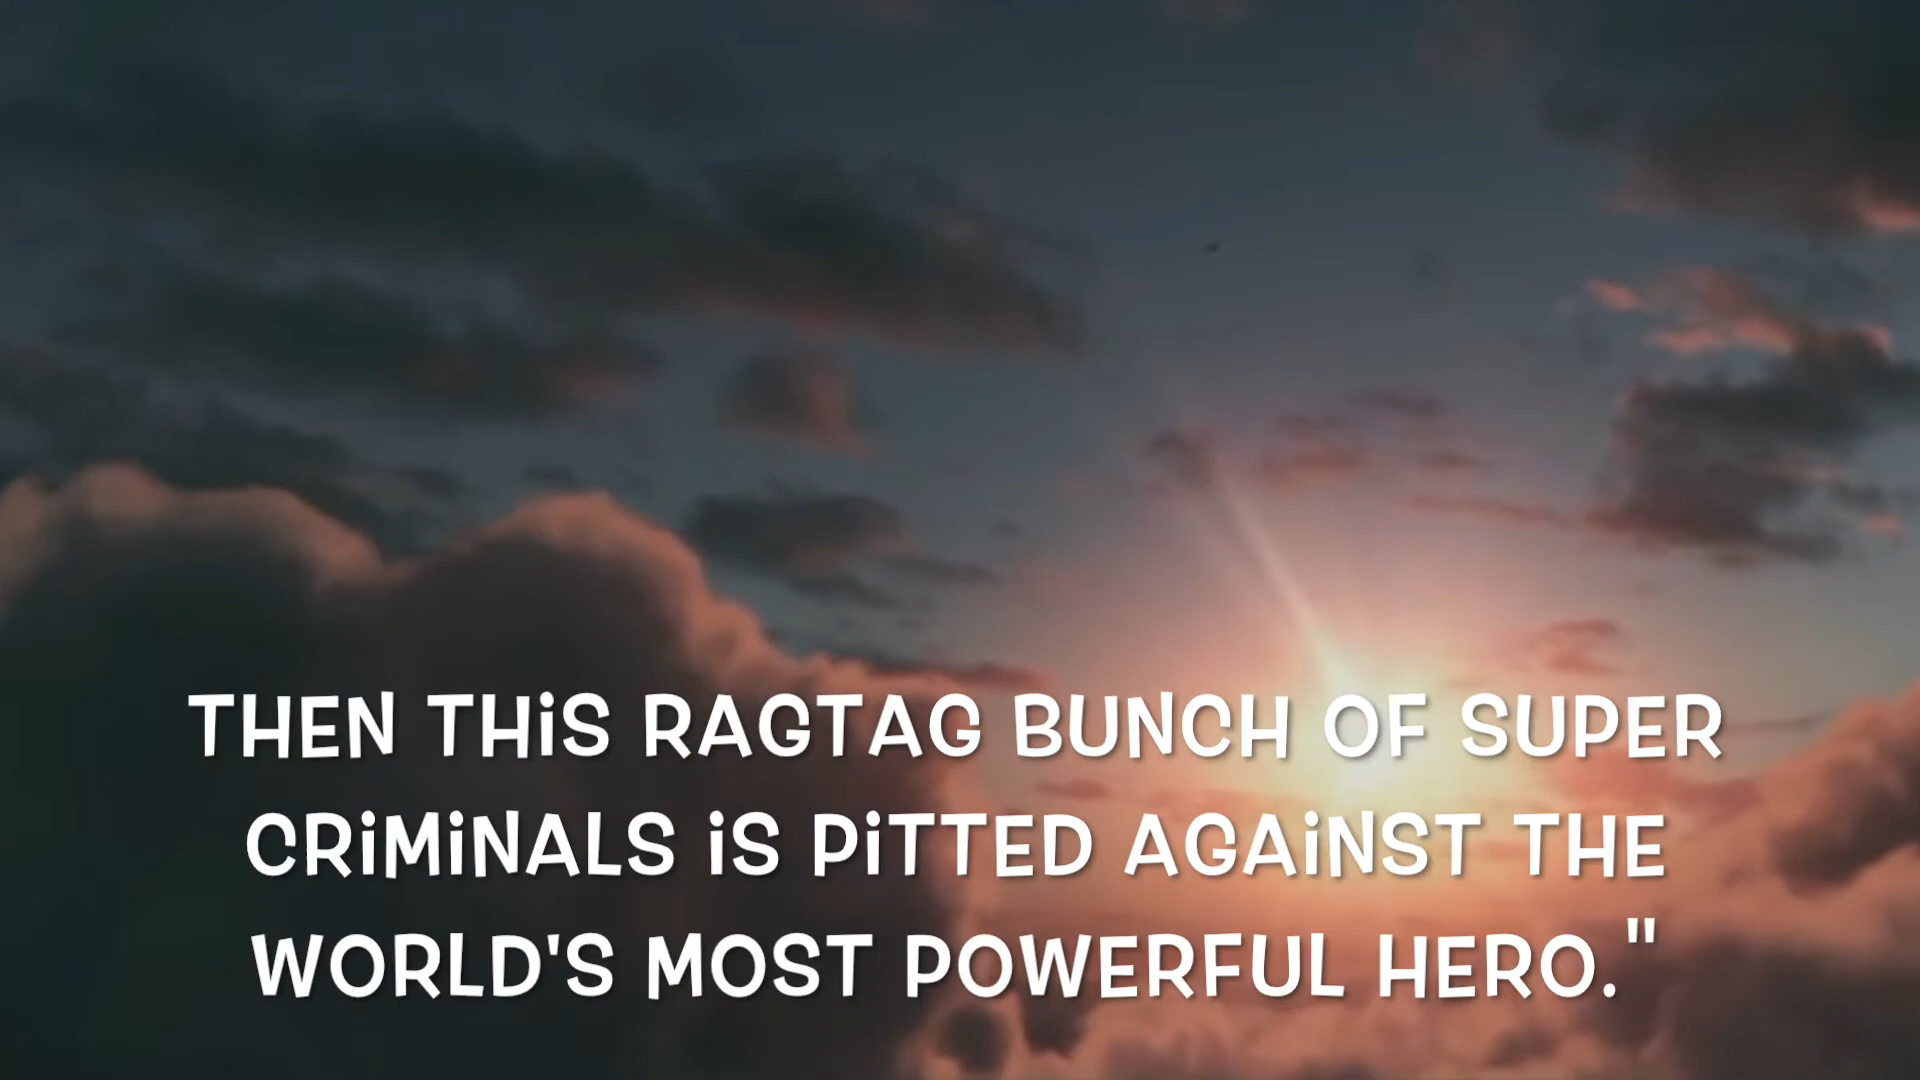 THEN THIS RAGTAG BUNCH OF SUPER
CRIMINALS IS PITTED AGAINST THE
WORLD'S MOST POWERFUL HERO."